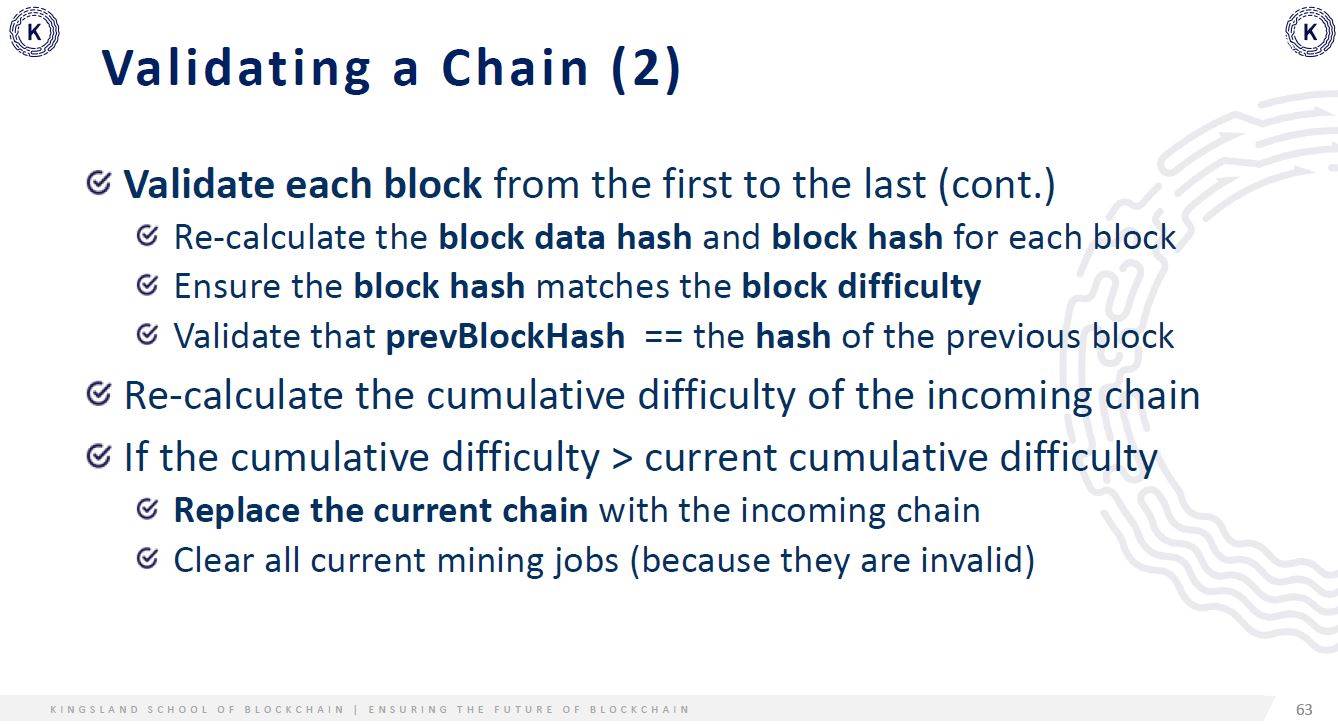 K
K
Validating a Chain (2)
Validate each block from the first to the last (cont.)
Re-calculate the block data hash and block hash for each block
Ensure the block hash matches the block difficulty
Validate that prevBlockHash == the hash of the previous block
Re-calculate the cumulative difficulty of the incoming chain
If the cumulative difficulty > current cumulative difficulty
Replace the current chain with the incoming chain
Clear all current mining jobs (because they are invalid)
KINGSLAND SCHOOL OF BLOCKCHAIN | ENSURING THE FUTURE OF BLOCKCHAIN
63